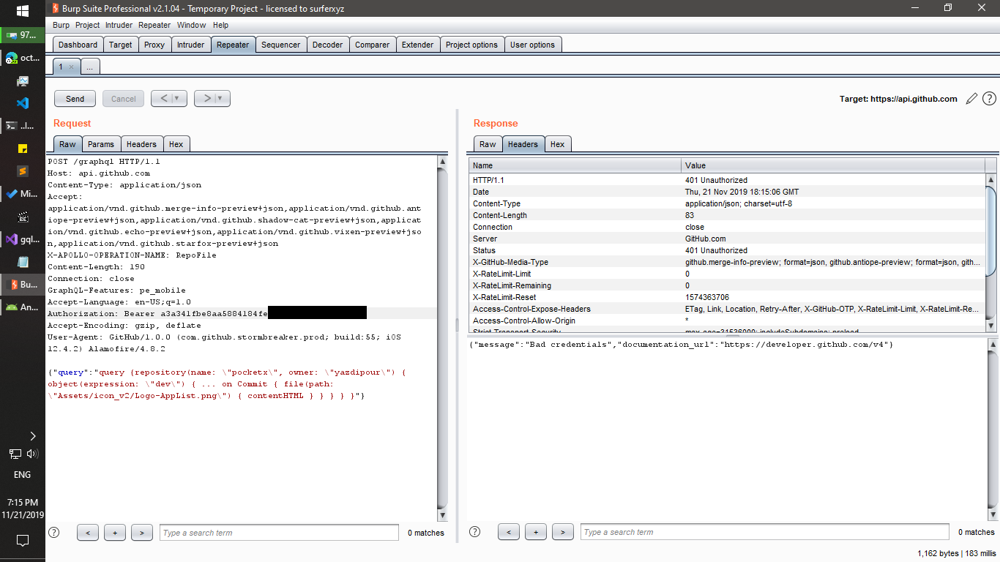 Burp Suite Professional v2.1.04 - Temporary Project - licensed to surferxyz
Burp Project Intruder Repeater Window Help
Dashboard Target Proxy Intruder Repeater Sequencer Decoder Comparer Extender Project options User options
1 × ...
Send Cancel < > Target: https://api.github.com ?
Request
Raw Params Headers Hex
POST /graphql HTTP/1.1
Host: api.github.com
Content-Type: application/json
Accept:
application/vnd.github.merge-info-preview+json,application/vnd.github.ant
iope-preview+json,application/vnd.github.shadow-cat-preview+json,applicat
ion/vnd.github.echo-preview+json,application/vnd.github.vixen-preview+jso
n,application/vnd.github.starfox-preview+json
X-APOLLO-OPERATION-NAME: RepoFile
Content-Length: 190
Connection: close
GraphQL-Features: pe_mobile
Accept-Language: en-US;q=1.0
Authorization: Bearer a3a341fbe8aa5884184fe
Accept-Encoding: gzip, deflate
User-Agent: GitHub/1.0.0 (com.github.stormbreaker.prod; build:55; iOS
12.4.2) Alamofire/4.8.2
{"query":"query {repository(name: \"pocketx\", owner: \"yazdipour\") {
object(expression: \"dev\") { ... on Commit { file(path:
\"Assets/icon_v2/Logo-AppList.png\") { contentHTML } } } } }"}
? < + > Type a search term 0 matches
Response
Raw Headers Hex
Name Value
HTTP/1.1 401 Unauthorized
Date Thu, 21 Nov 2019 18:15:06 GMT
Content-Type application/json; charset=utf-8
Content-Length 83
Connection close
Server GitHub.com
Status 401 Unauthorized
X-GitHub-Media-Type github.merge-info-preview; format=json, github.antiope-preview; format=json, gith...
X-RateLimit-Limit 0
X-RateLimit-Remaining 0
X-RateLimit-Reset 1574363706
Access-Control-Expose-Headers ETag, Link, Location, Retry-After, X-GitHub-OTP, X-RateLimit-Limit, X-RateLimit-Re...
Access-Control-Allow-Origin *
Strict-Transport-Security max-age=31536000; includeSubdomains; preload
{"message":"Bad credentials","documentation_url":"https://developer.github.com/v4"}
? < + > Type a search term 0 matches
1,162 bytes | 183 millis
97...
oct...
..l...
Mi...
BE
gql...
Bu...
An...
ENG
7:15 PM
11/21/2019